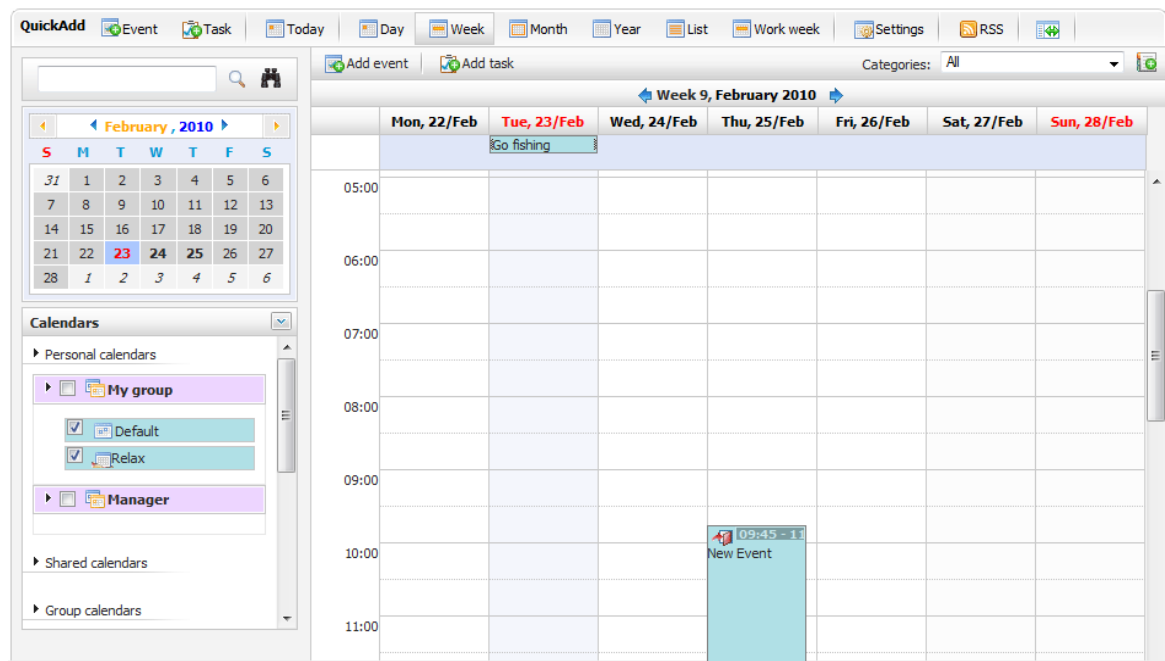 QuickAdd Event Task Today Day Week Month Year List Work week Settings RSS
Add event Add task Categories: All
Week 9, February 2010
February , 2010
S M T W T F S
31 1 2 3 4 5 6
7 8 9 10 11 12 13
14 15 16 17 18 19 20
21 22 23 24 25 26 27
28 1 2 3 4 5 6
Calendars
Personal calendars
My group
Default
Relax
Manager
Shared calendars
Group calendars
Mon, 22/Feb Tue, 23/Feb Wed, 24/Feb Thu, 25/Feb Fri, 26/Feb Sat, 27/Feb Sun, 28/Feb
Go fishing
05:00
06:00
07:00
08:00
09:00
09:45 - 11
10:00 New Event
11:00